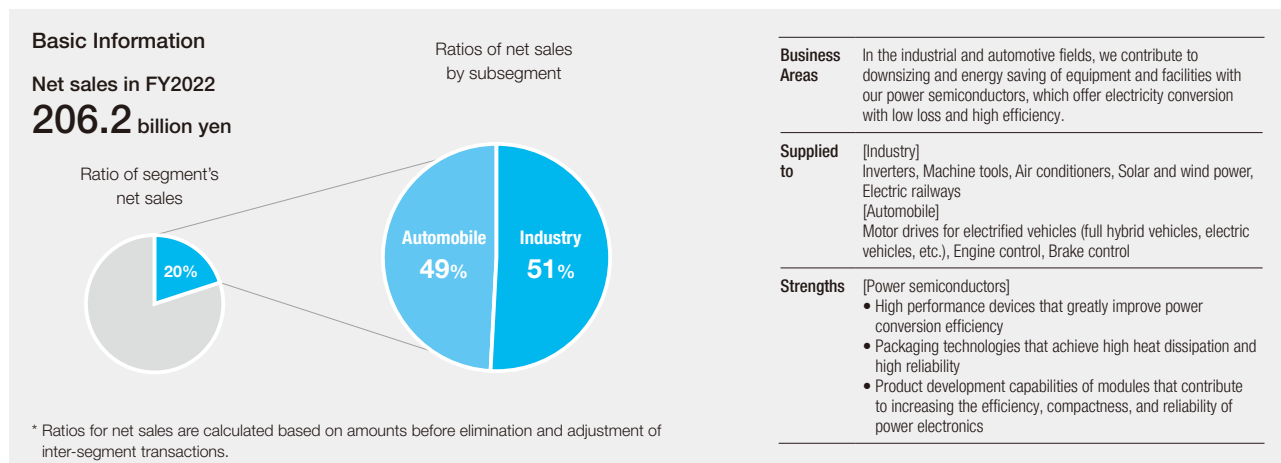 Basic Information
Net sales in FY2022
206.2 billion yen
Ratio of segment's
net sales
20%
Ratios of net sales
by subsegment
Automobile
49%
Industry
51%
* Ratios for net sales are calculated based on amounts before elimination and adjustment of
inter-segment transactions.
Business
Areas
In the industrial and automotive fields, we contribute to
downsizing and energy saving of equipment and facilities with
our power semiconductors, which offer electricity conversion
with low loss and high efficiency.
Supplied
to
[Industry]
Inverters, Machine tools, Air conditioners, Solar and wind power,
Electric railways
[Automobile]
Motor drives for electrified vehicles (full hybrid vehicles, electric
vehicles, etc.), Engine control, Brake control
Strengths
[Power semiconductors]
• High performance devices that greatly improve power
conversion efficiency
• Packaging technologies that achieve high heat dissipation and
high reliability
• Product development capabilities of modules that contribute
to increasing the efficiency, compactness, and reliability of
power electronics